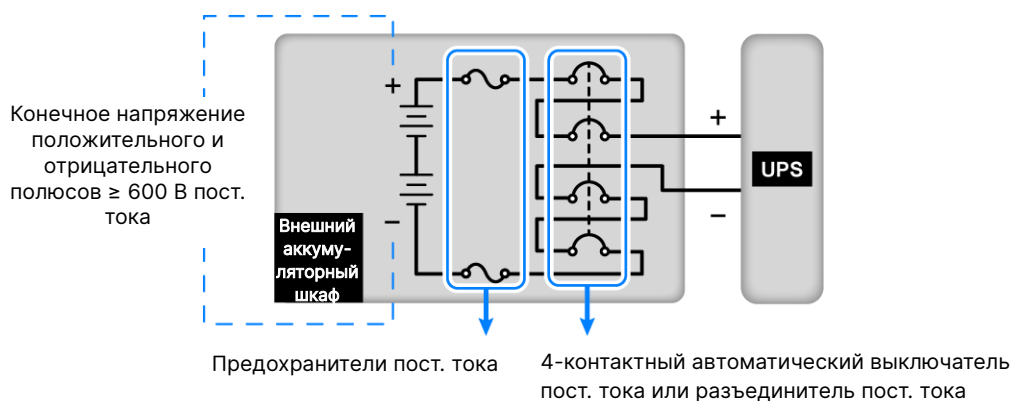 Конечное напряжение
положительного и
отрицательного
полюсов ≥ 600 В пост.
тока
+
−
Внешний
аккуму-
ляторный
шкаф
+
−
UPS
Предохранители пост. тока
4-контактный автоматический выключатель
пост. тока или разъединитель пост. тока